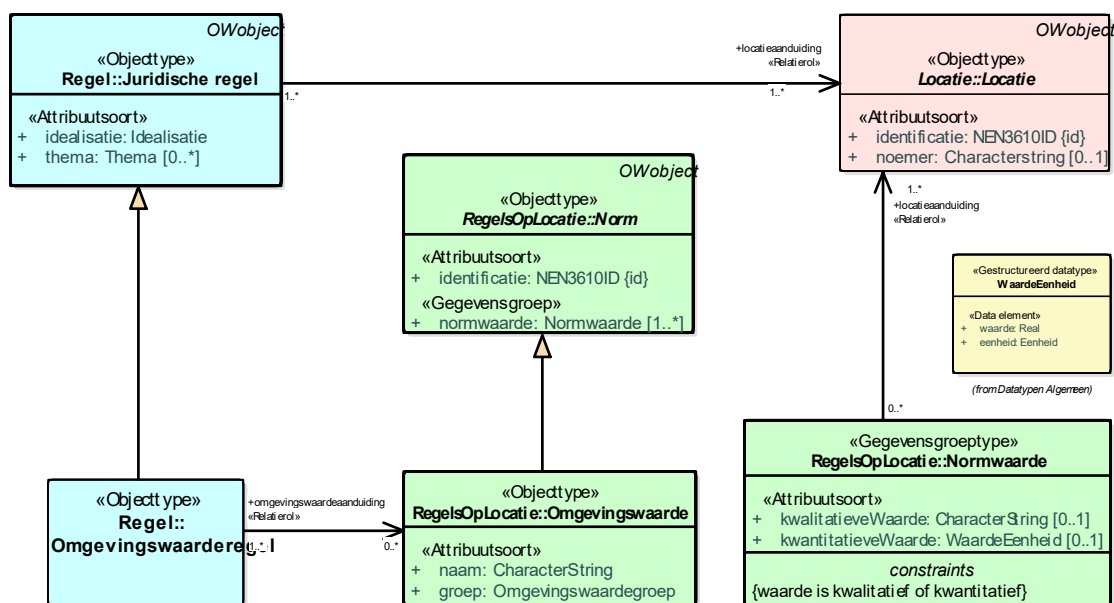 OWobject
«Objecttype»
Regel::Juridische regel
«Attribuutsoort»
+ idealisatie: Idealisatie
+ thema: Thema [0..*]
1..*
+locatieaanduiding
«Relatierol»
1..*
OWobject
«Objecttype»
Locatie::Locatie
«Attribuutsoort»
+ identificatie: NEN3610ID {id}
+ noemer: Characterstring [0..1]
OWobject
«Objecttype»
RegelsOpLocatie::Norm
«Attribuutsoort»
+ identificatie: NEN3610ID {id}
«Gegevensgroep»
+ normwaarde: Normwaarde [1..*]
1..*
+locatieaanduiding
«Relatierol»
0..*
«Gestructureerd datatype»
WaardeEenheid
«Data element»
+ waarde: Real
+ eenheid: Eenheid
(from Datatypen Algemeen)
«Objecttype»
Regel::
Omgevingswaarderegel
+omgevingswaardeaanduiding
«Relatierol»
1..*
0..*
«Objecttype»
RegelsOpLocatie::Omgevingswaarde
«Attribuutsoort»
+ naam: CharacterString
+ groep: Omgevingswaardegroep
«Gegevensgroeptype»
RegelsOpLocatie::Normwaarde
«Attribuutsoort»
+ kwalitatieveWaarde: CharacterString [0..1]
+ kwantitatieveWaarde: WaardeEenheid [0..1]
constraints
{waarde is kwalitatief of kwantitatief}